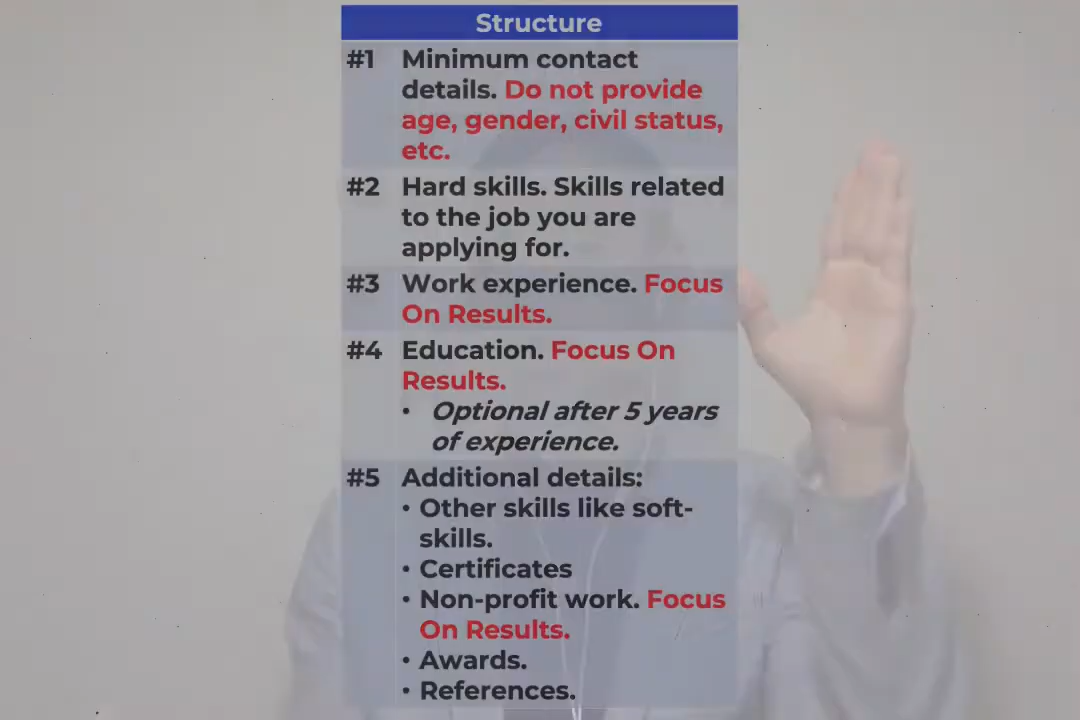 Structure
#1 Minimum contact
details. Do not provide
age, gender, civil status,
etc.
#2 Hard skills. Skills related
to the job you are
applying for.
#3 Work experience. Focus
On Results.
#4 Education. Focus On
Results.
• Optional after 5 years
of experience.
#5 Additional details:
• Other skills like soft-
skills.
• Certificates
• Non-profit work. Focus
On Results.
• Awards.
• References.